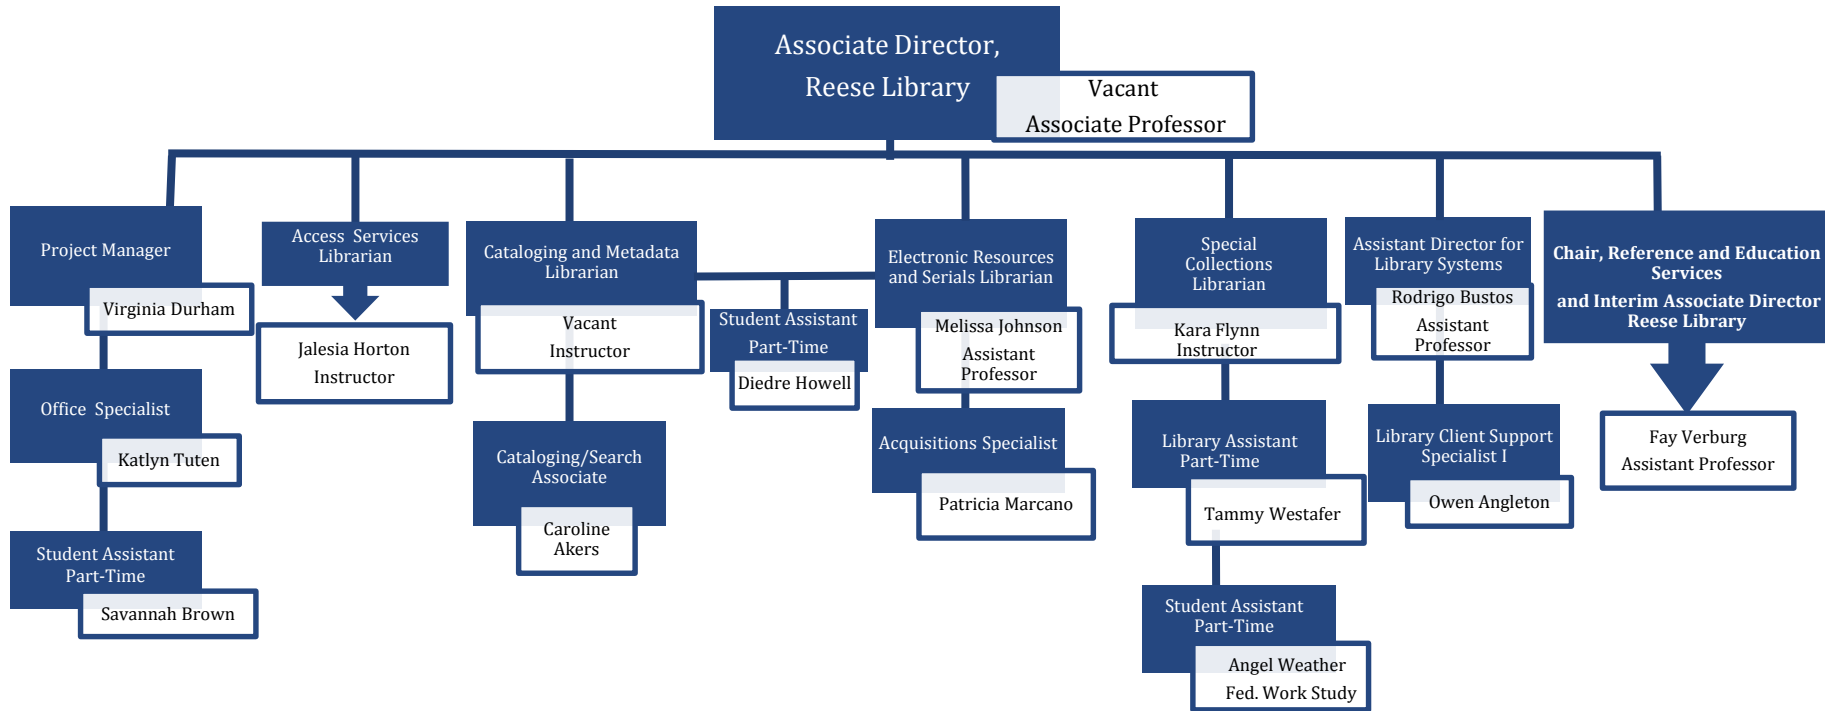 Associate Director,
Reese Library
Vacant
Associate Professor
Project Manager
Virginia Durham
Office Specialist
Katlyn Tuten
Student Assistant
Part-Time
Savannah Brown
Access Services
Librarian
Jalesia Horton
Instructor
Cataloging and Metadata
Librarian
Vacant
Instructor
Cataloging/Search
Associate
Caroline
Akers
Student Assistant
Part-Time
Diedre Howell
Electronic Resources
and Serials Librarian
Melissa Johnson
Assistant
Professor
Acquisitions Specialist
Patricia Marcano
Special
Collections
Librarian
Kara Flynn
Instructor
Library Assistant
Part-Time
Tammy Westafer
Student Assistant
Part-Time
Angel Weather
Fed. Work Study
Assistant Director for
Library Systems
Rodrigo Bustos
Assistant
Professor
Library Client Support
Specialist I
Owen Angleton
Chair, Reference and Education
Services
and Interim Associate Director
Reese Library
Fay Verburg
Assistant Professor